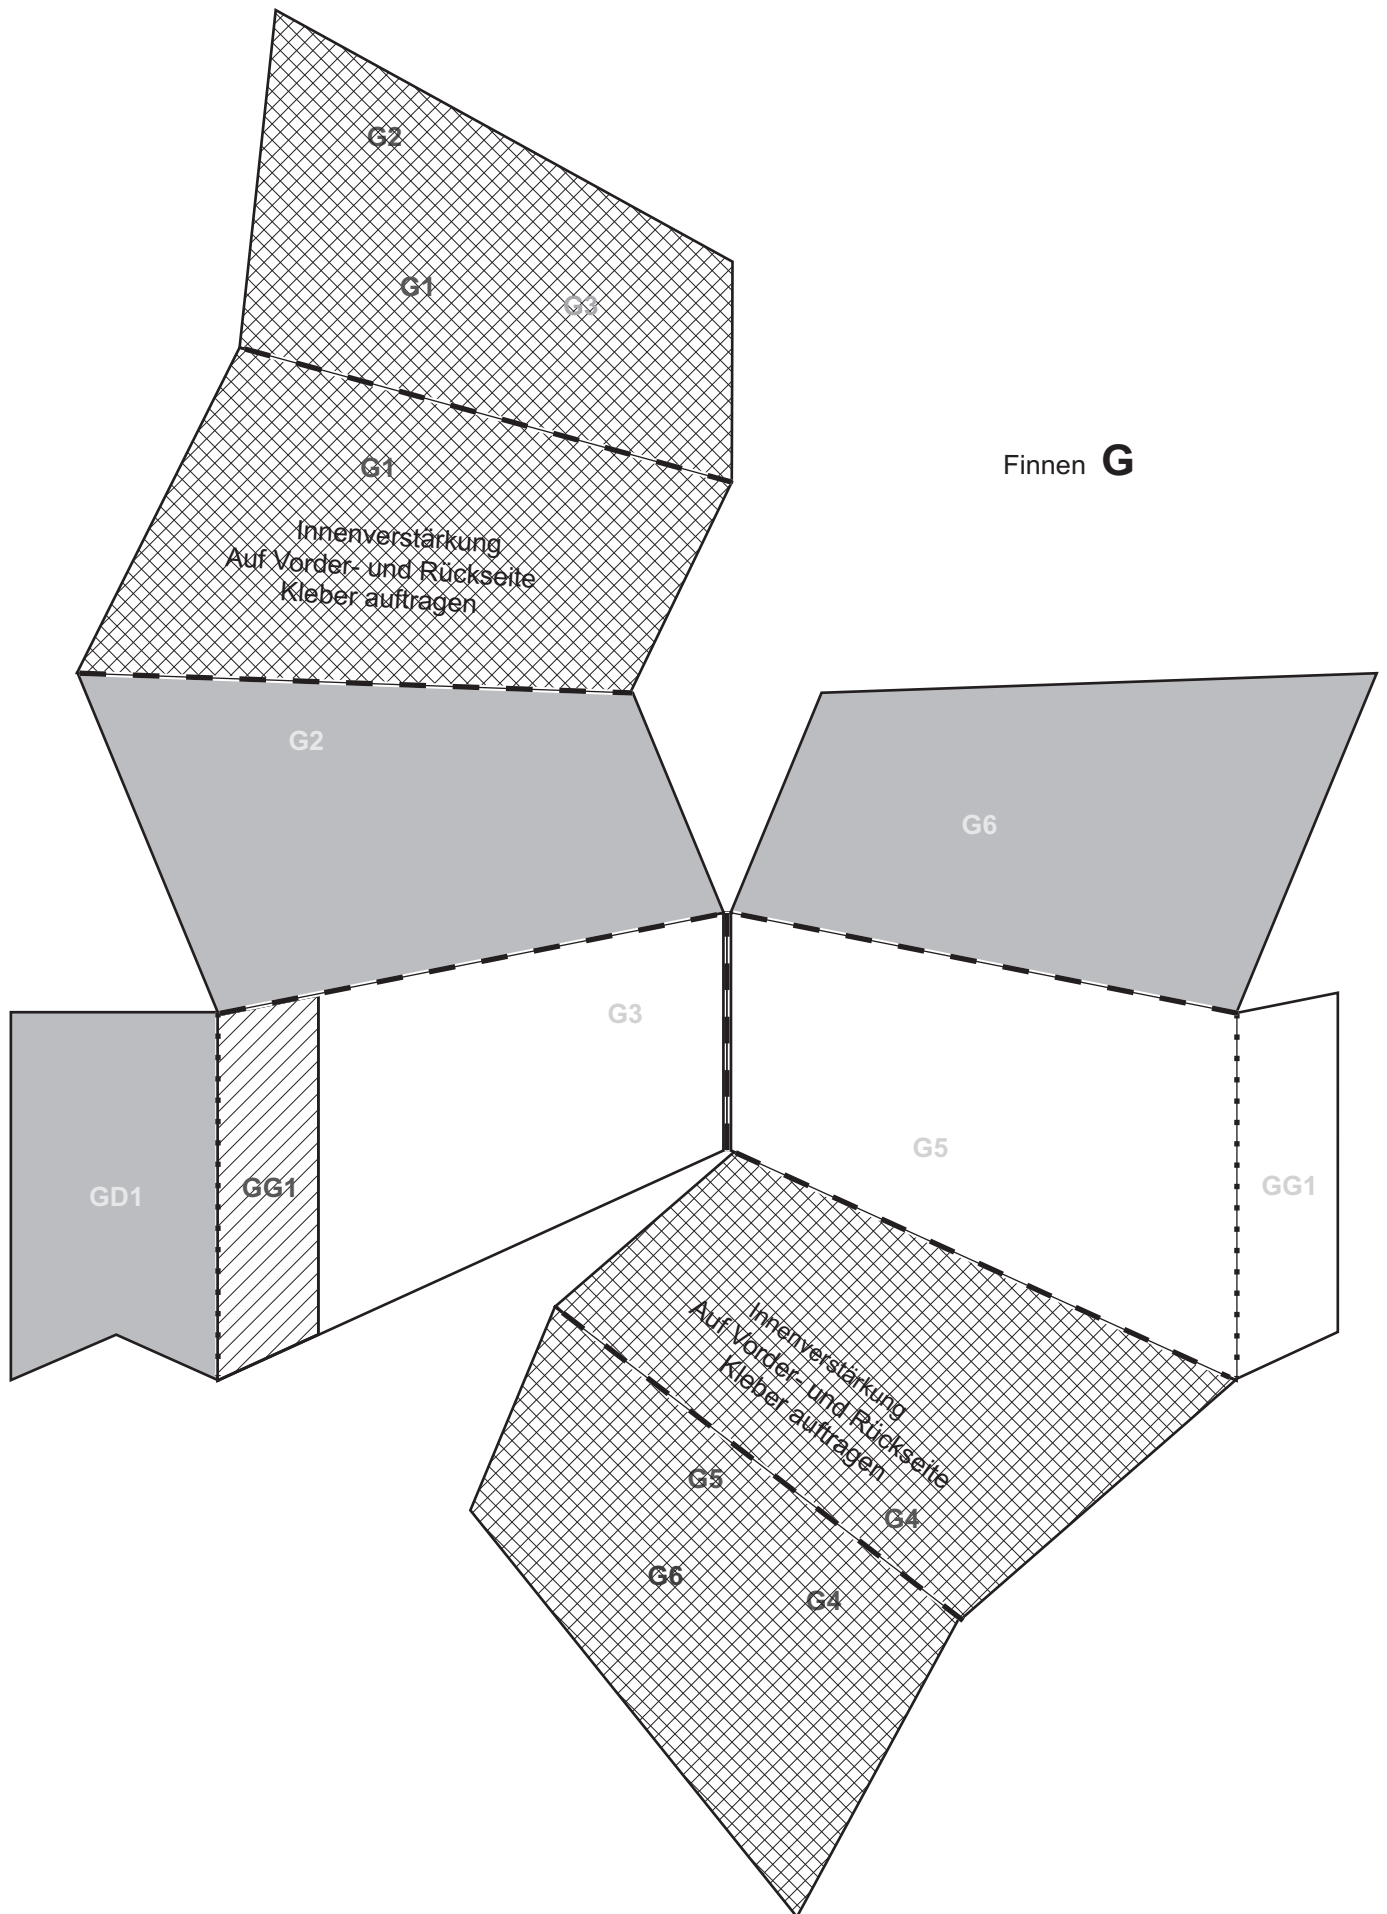 G2
G1
G3
G1
Innenverstärkung
Auf Vorder- und Rückseite
Kleber auftragen
Finnen G
G2
G6
G3
G5
GD1
GG1
GG1
Innenverstärkung
Auf Vorder- und Rückseite
Kleber auftragen
G5
G4
G6
G4